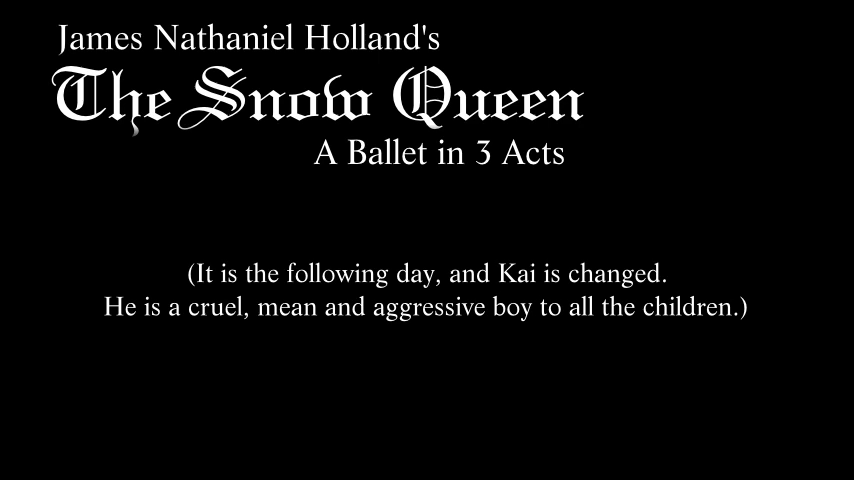 James Nathaniel Holland's
The Snow Queen
A Ballet in 3 Acts
(It is the following day, and Kai is changed.
He is a cruel, mean and aggressive boy to all the children.)